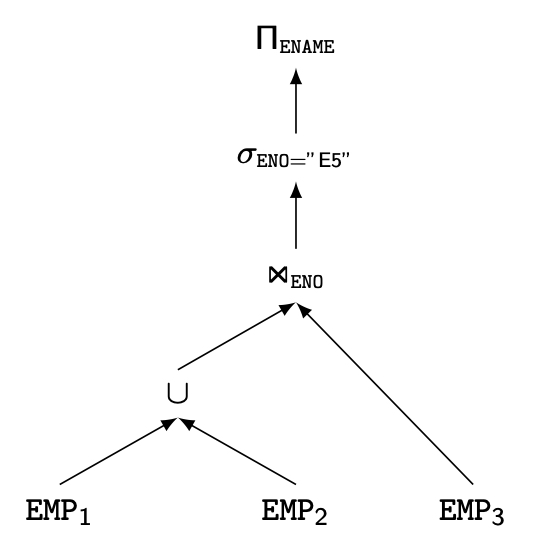 Π_ENAME
σ_ENO="E5"
⋈_ENO
∪
EMP₁ EMP₂ EMP₃